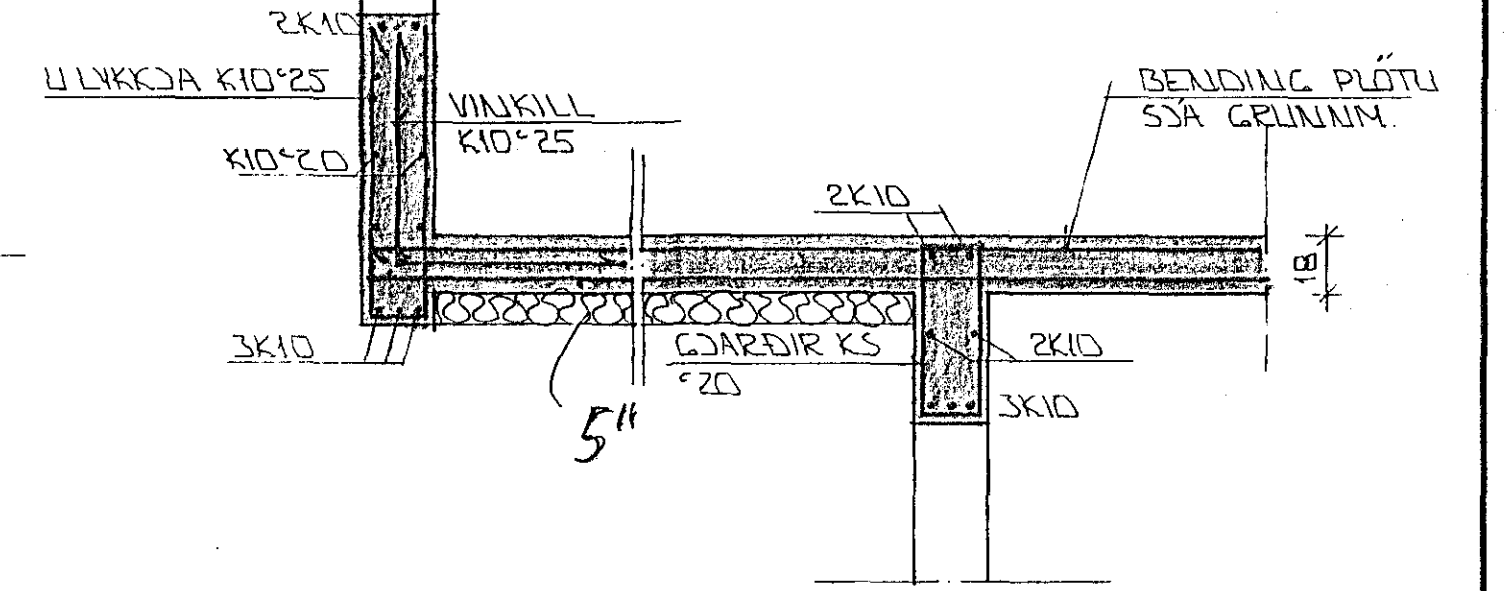 2K10
U LYKKJA K10 c 25
VINKILL
K10 c 25
K10 c 20
BENDING PLÖTU
SJÁ GRUNNM.
2K10
18
3K10
GJARÐIR KS
c 20
2K10
3K10
5"